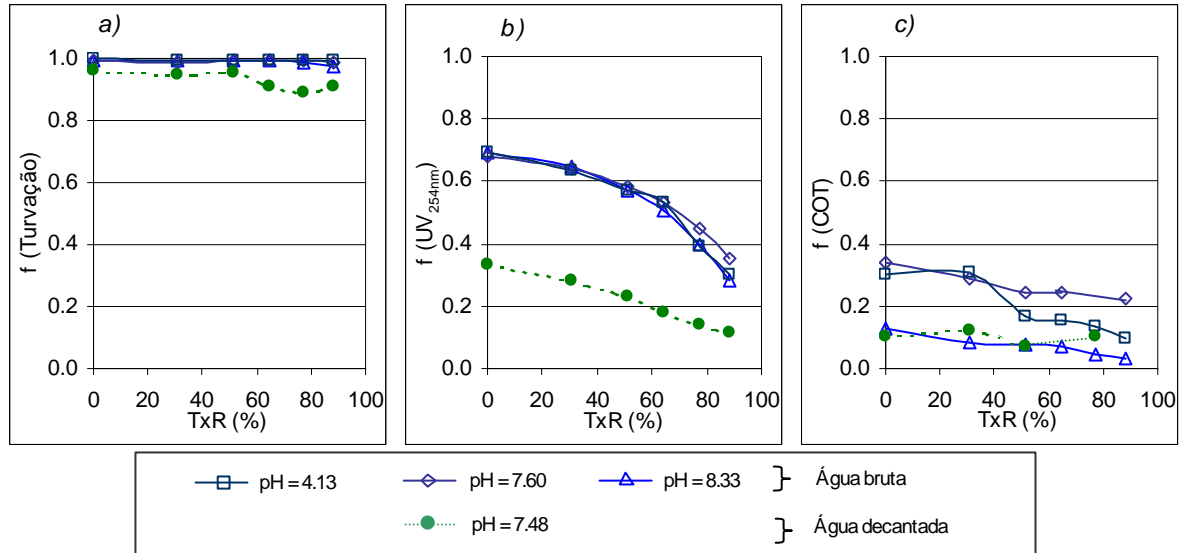 a)
1.0
0.8
0.6
0.4
0.2
0.0
f (Turvação)
0 20 40 60 80 100
TxR (%)
b)
1.0
0.8
0.6
0.4
0.2
0.0
f (UV254nm)
0 20 40 60 80 100
TxR (%)
c)
1.0
0.8
0.6
0.4
0.2
0.0
f (COT)
0 20 40 60 80 100
TxR (%)
pH = 4.13 pH = 7.60 pH = 8.33 } Água bruta
pH = 7.48 } Água decantada